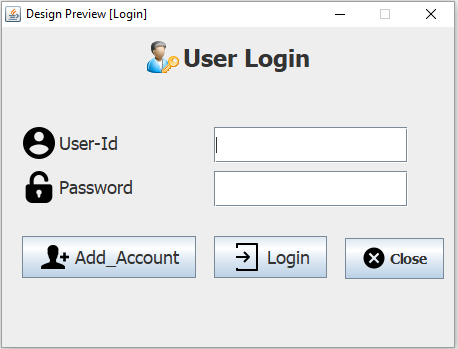 Design Preview [Login]
User Login
User-Id
Password
Add_Account Login Close